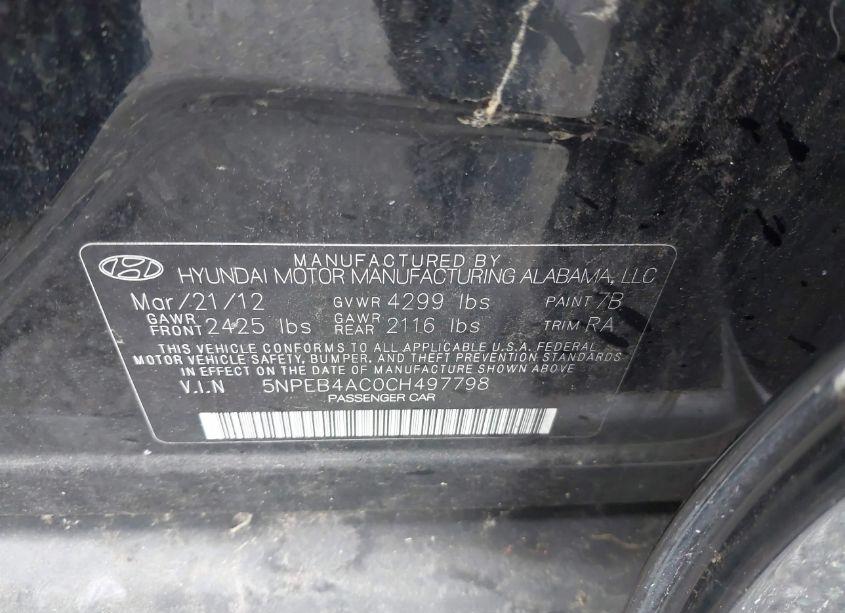 MANUFACTURED BY
HYUNDAI MOTOR MANUFACTURING ALABAMA, LLC
Mar/21/12 GVWR 4299 lbs PAINT 7B
GAWR FRONT 2425 lbs GAWR REAR 2116 lbs TRIM RA
THIS VEHICLE CONFORMS TO ALL APPLICABLE U.S.A. FEDERAL
MOTOR VEHICLE SAFETY, BUMPER, AND THEFT PREVENTION STANDARDS
IN EFFECT ON THE DATE OF MANUFACTURE SHOWN ABOVE
V.I.N 5NPEB4AC0CH497798
PASSENGER CAR